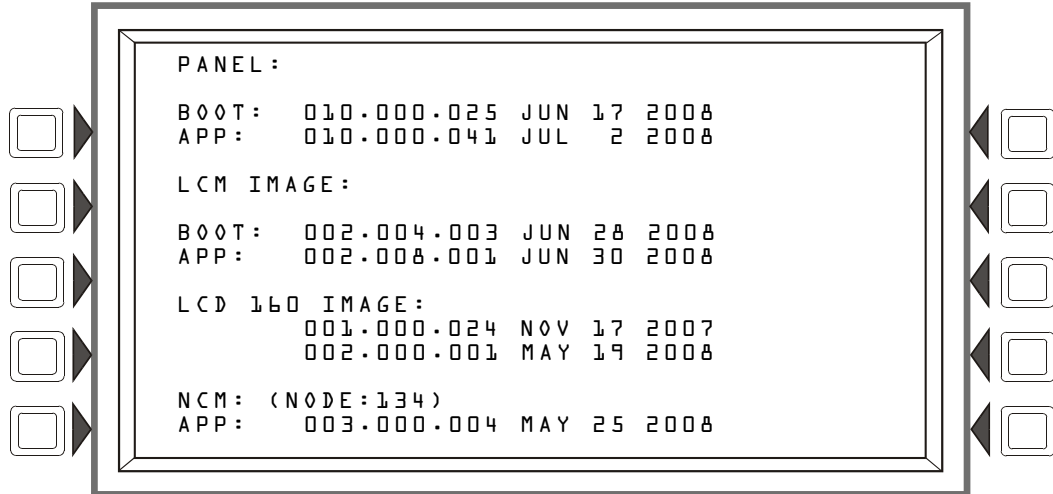 PANEL:
BOOT: 010.000.025 JUN 17 2008
APP: 010.000.041 JUL 2 2008
LCM IMAGE:
BOOT: 002.004.003 JUN 28 2008
APP: 002.008.001 JUN 30 2008
LCD 160 IMAGE:
001.000.024 NOV 17 2007
002.000.001 MAY 19 2008
NCM: (NODE:134)
APP: 003.000.004 MAY 25 2008